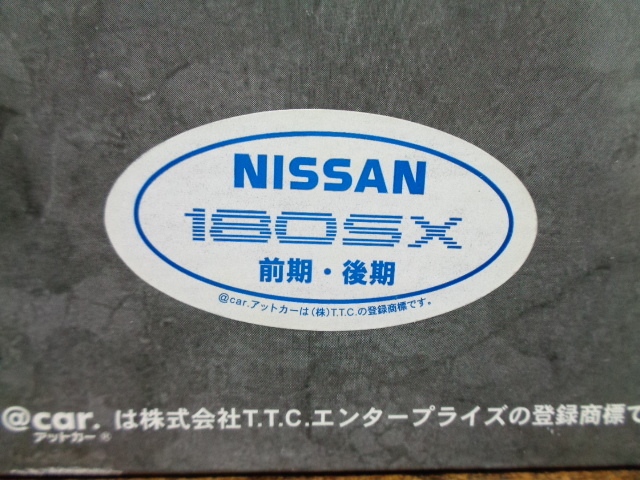 NISSAN
180SX
前期・後期
@car.アットカーは(株)T.T.C.の登録商標です。
@car. は株式会社T.T.C.エンタープライズの登録商標で
アットカー®